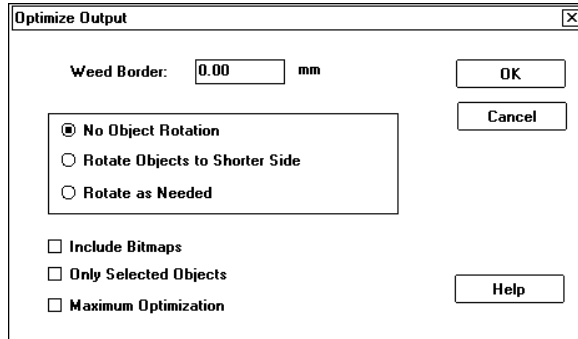 Optimize Output
Weed Border: 0.00 mm
OK
Cancel
No Object Rotation
Rotate Objects to Shorter Side
Rotate as Needed
Include Bitmaps
Only Selected Objects
Maximum Optimization
Help